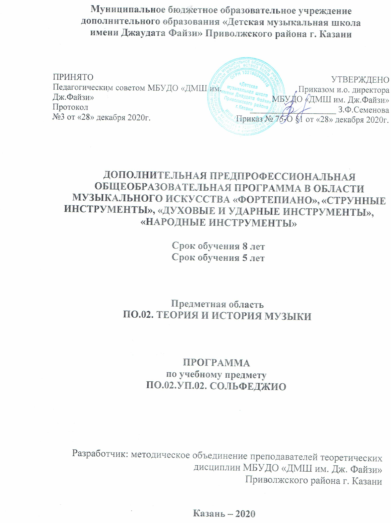 Муниципальное бюджетное образовательное учреждение
дополнительного образования «Детская музыкальная школа
имени Джаудата Файзи» Приволжского района г. Казани
ПРИНЯТО
Педагогическим советом МБУДО «ДМШ им.
Дж.Файзи»
Протокол
№3 от «28» декабря 2020г.
УТВЕРЖДЕНО
Приказом и.о. директора
МБУДО «ДМШ им. Дж.Файзи»
З.Ф.Семенова
Приказ № 75-О §1 от «28» декабря 2020г.
ДОПОЛНИТЕЛЬНАЯ ПРЕДПРОФЕССИОНАЛЬНАЯ
ОБЩЕОБРАЗОВАТЕЛЬНАЯ ПРОГРАММА В ОБЛАСТИ
МУЗЫКАЛЬНОГО ИСКУССТВА «ФОРТЕПИАНО», «СТРУННЫЕ
ИНСТРУМЕНТЫ», «ДУХОВЫЕ И УДАРНЫЕ ИНСТРУМЕНТЫ»,
«НАРОДНЫЕ ИНСТРУМЕНТЫ»
Срок обучения 8 лет
Срок обучения 5 лет
Предметная область
ПО.02. ТЕОРИЯ И ИСТОРИЯ МУЗЫКИ
ПРОГРАММА
по учебному предмету
ПО.02.УП.02. СОЛЬФЕДЖИО
Разработчик: методическое объединение преподавателей теоретических
дисциплин МБУДО «ДМШ им. Дж. Файзи»
Приволжского района г. Казани
Казань – 2020